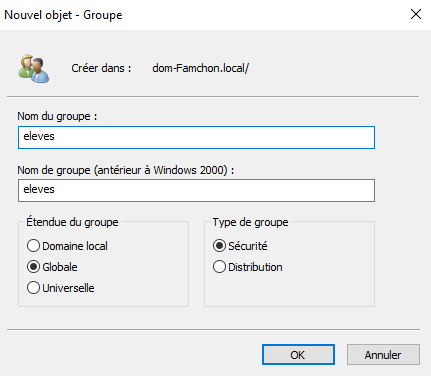 Nouvel objet - Groupe
Créer dans : dom-Famchon.local/
Nom du groupe :
eleves
Nom de groupe (antérieur à Windows 2000) :
eleves
Étendue du groupe
Type de groupe
Domaine local
Sécurité
Globale
Distribution
Universelle
OK
Annuler